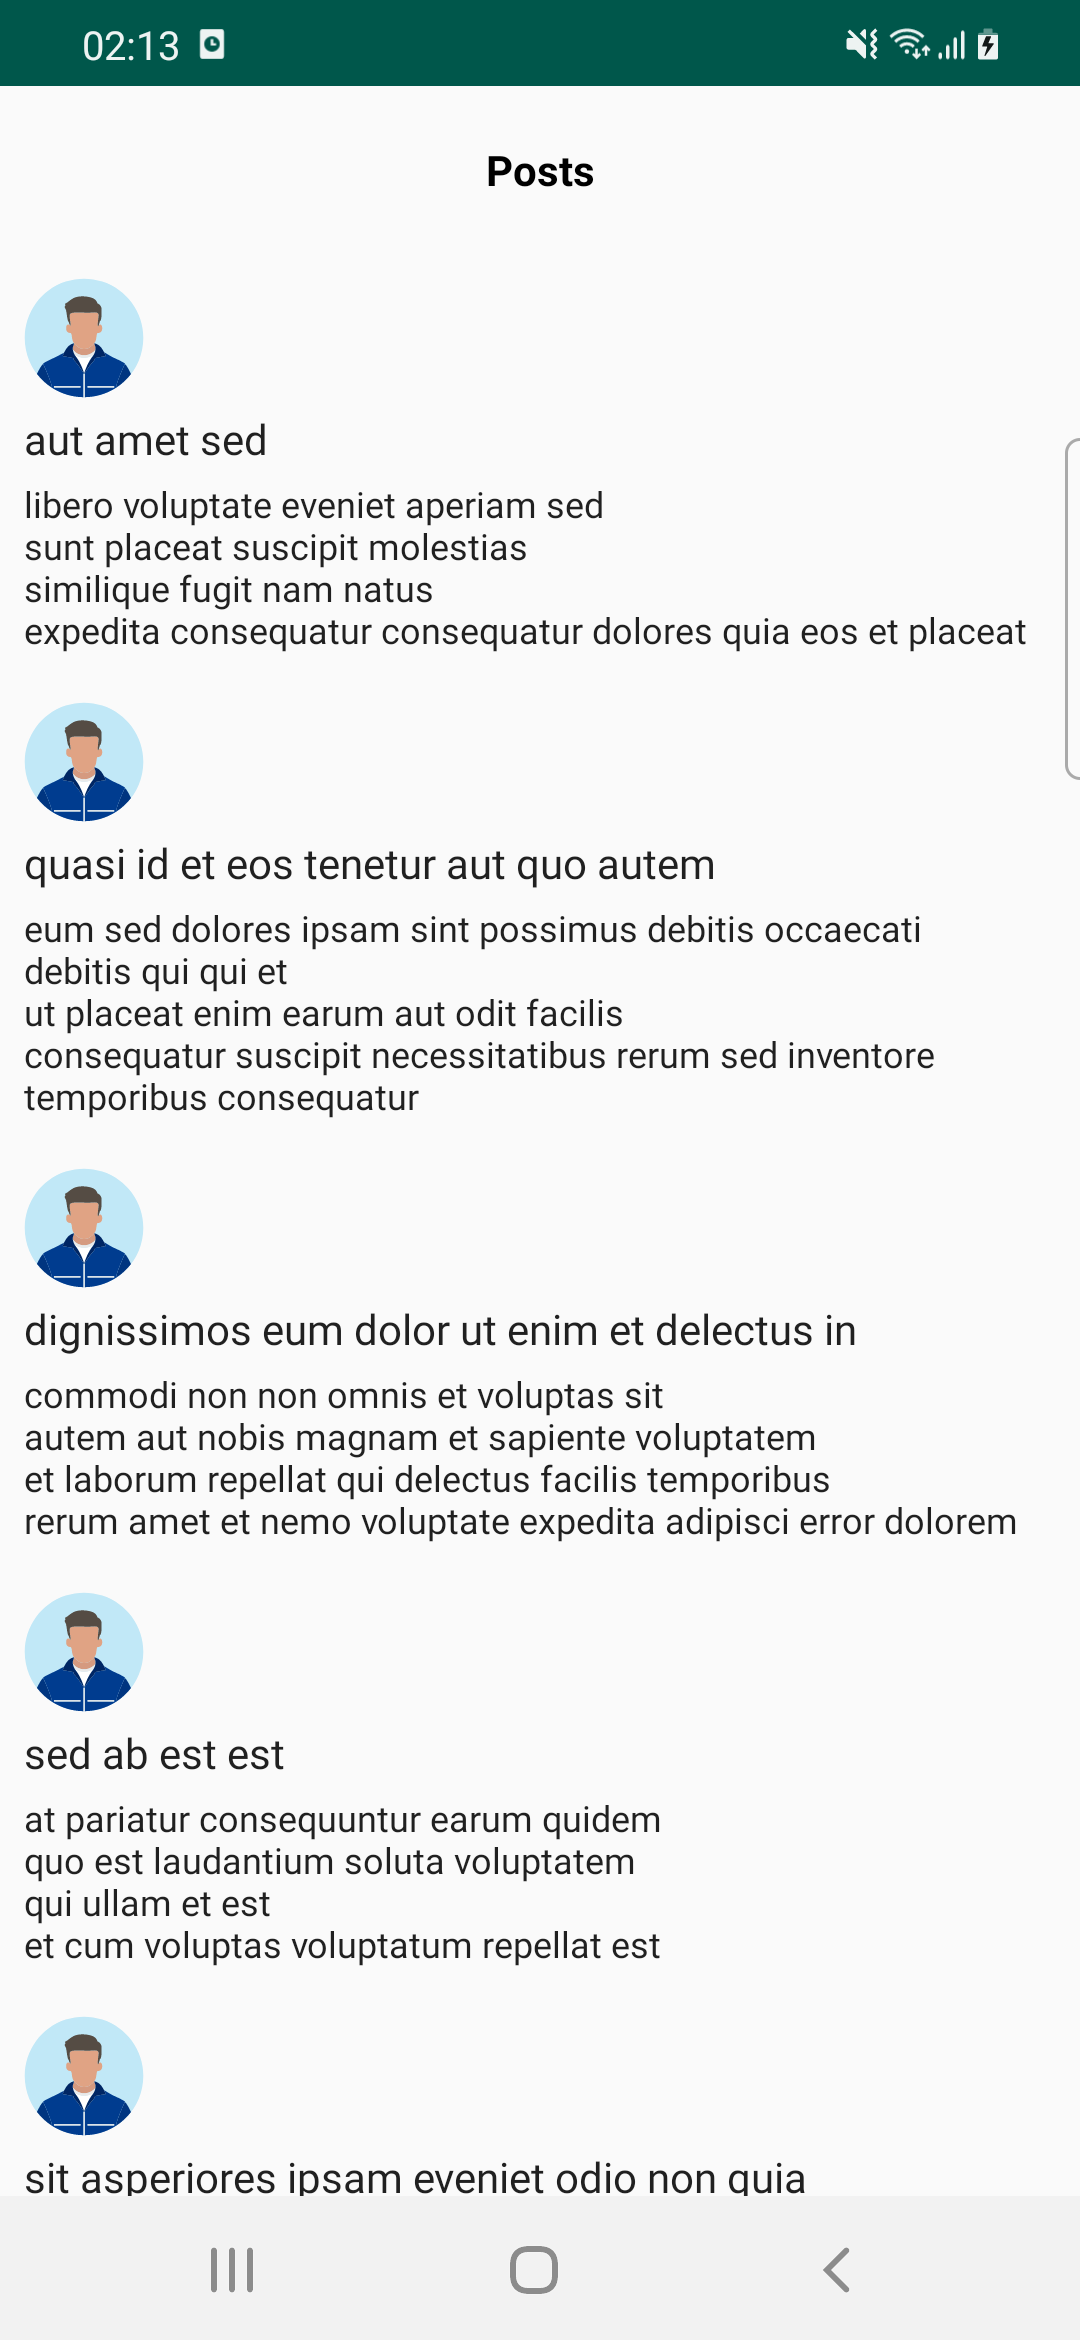 02:13
Posts
aut amet sed
libero voluptate eveniet aperiam sed
sunt placeat suscipit molestias
similique fugit nam natus
expedita consequatur consequatur dolores quia eos et placeat
quasi id et eos tenetur aut quo autem
eum sed dolores ipsam sint possimus debitis occaecati
debitis qui qui et
ut placeat enim earum aut odit facilis
consequatur suscipit necessitatibus rerum sed inventore
temporibus consequatur
dignissimos eum dolor ut enim et delectus in
commodi non non omnis et voluptas sit
autem aut nobis magnam et sapiente voluptatem
et laborum repellat qui delectus facilis temporibus
rerum amet et nemo voluptate expedita adipisci error dolorem
sed ab est est
at pariatur consequuntur earum quidem
quo est laudantium soluta voluptatem
qui ullam et est
et cum voluptas voluptatum repellat est
sit asperiores ipsam eveniet odio non quia